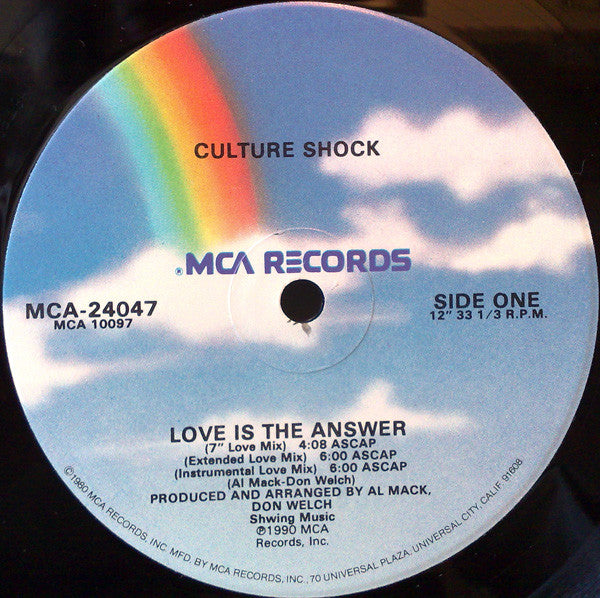 CULTURE SHOCK
®MCA RECORDS
MCA-24047
MCA 10097
SIDE ONE
12" 33 1/3 R.P.M.
LOVE IS THE ANSWER
(7" Love Mix) 4:08 ASCAP
(Extended Love Mix) 6:00 ASCAP
(Instrumental Love Mix) 6:00 ASCAP
(Al Mack-Don Welch)
PRODUCED AND ARRANGED BY AL MACK,
DON WELCH
Shwing Music
℗1990 MCA
Records, Inc.
©1980 MCA RECORDS, INC. MFD. BY MCA RECORDS, INC., 70 UNIVERSAL PLAZA, UNIVERSAL CITY, CALIF. 91608